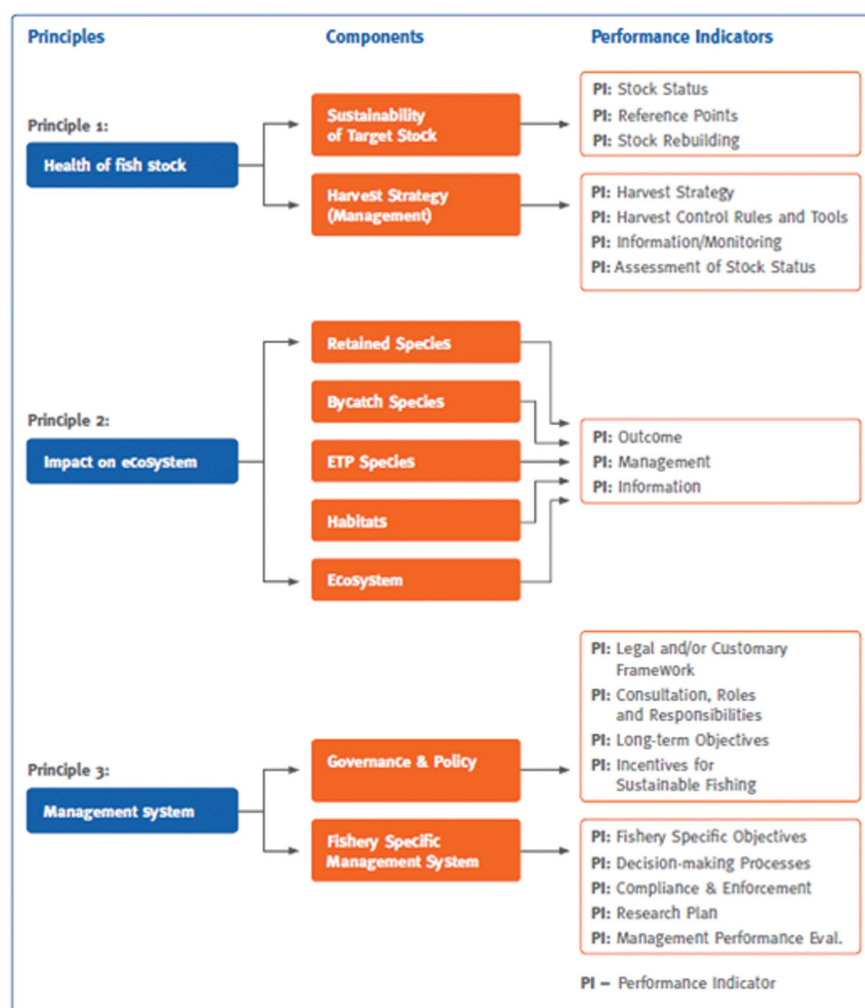 Principles
Components
Performance Indicators
Principle 1:
Health of fish stock
Sustainability
of Target Stock
PI: Stock Status
PI: Reference Points
PI: Stock Rebuilding
Harvest Strategy
(Management)
PI: Harvest Strategy
PI: Harvest Control Rules and Tools
PI: Information/Monitoring
PI: Assessment of Stock Status
Principle 2:
Impact on ecosystem
Retained Species
Bycatch Species
ETP Species
Habitats
Ecosystem
PI: Outcome
PI: Management
PI: Information
Principle 3:
Management system
Governance & Policy
PI: Legal and/or Customary
Framework
PI: Consultation, Roles
and Responsibilities
PI: Long-term Objectives
PI: Incentives for
Sustainable Fishing
Fishery Specific
Management System
PI: Fishery Specific Objectives
PI: Decision-making Processes
PI: Compliance & Enforcement
PI: Research Plan
PI: Management Performance Eval.
PI – Performance Indicator